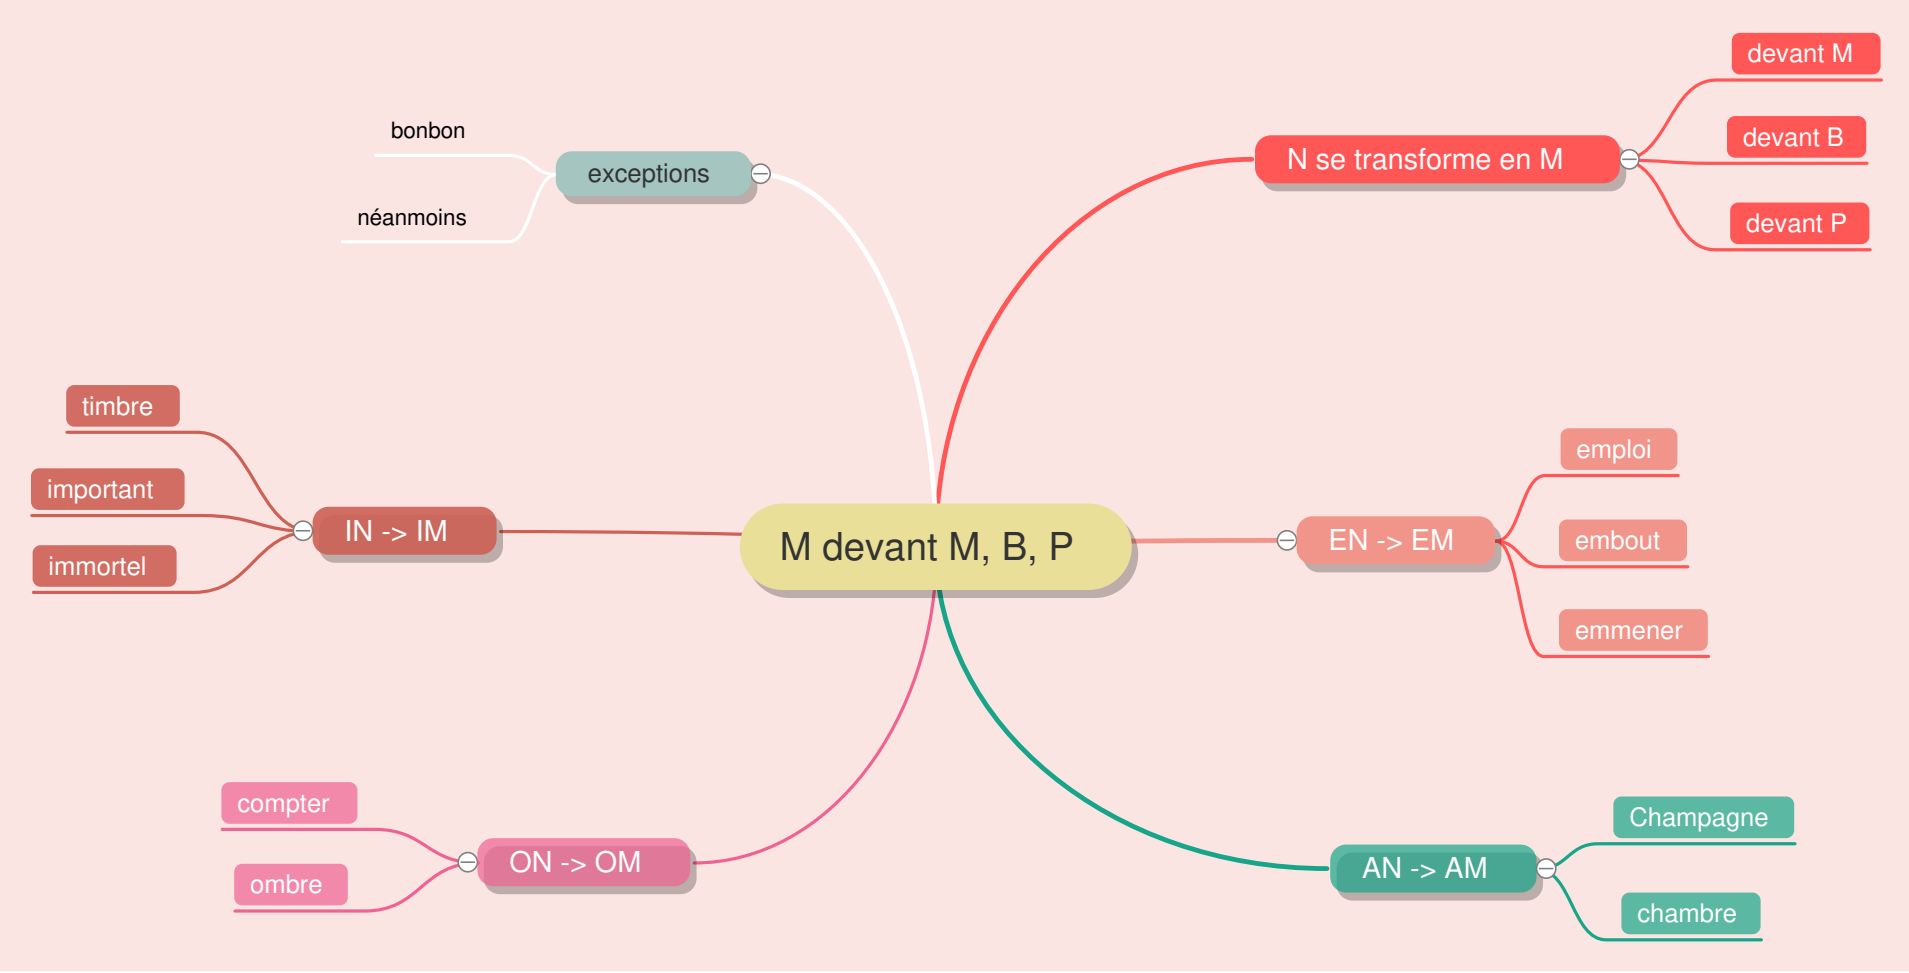 M devant M, B, P
N se transforme en M
devant M
devant B
devant P
EN -> EM
emploi
embout
emmener
AN -> AM
Champagne
chambre
ON -> OM
compter
ombre
IN -> IM
timbre
important
immortel
exceptions
bonbon
néanmoins